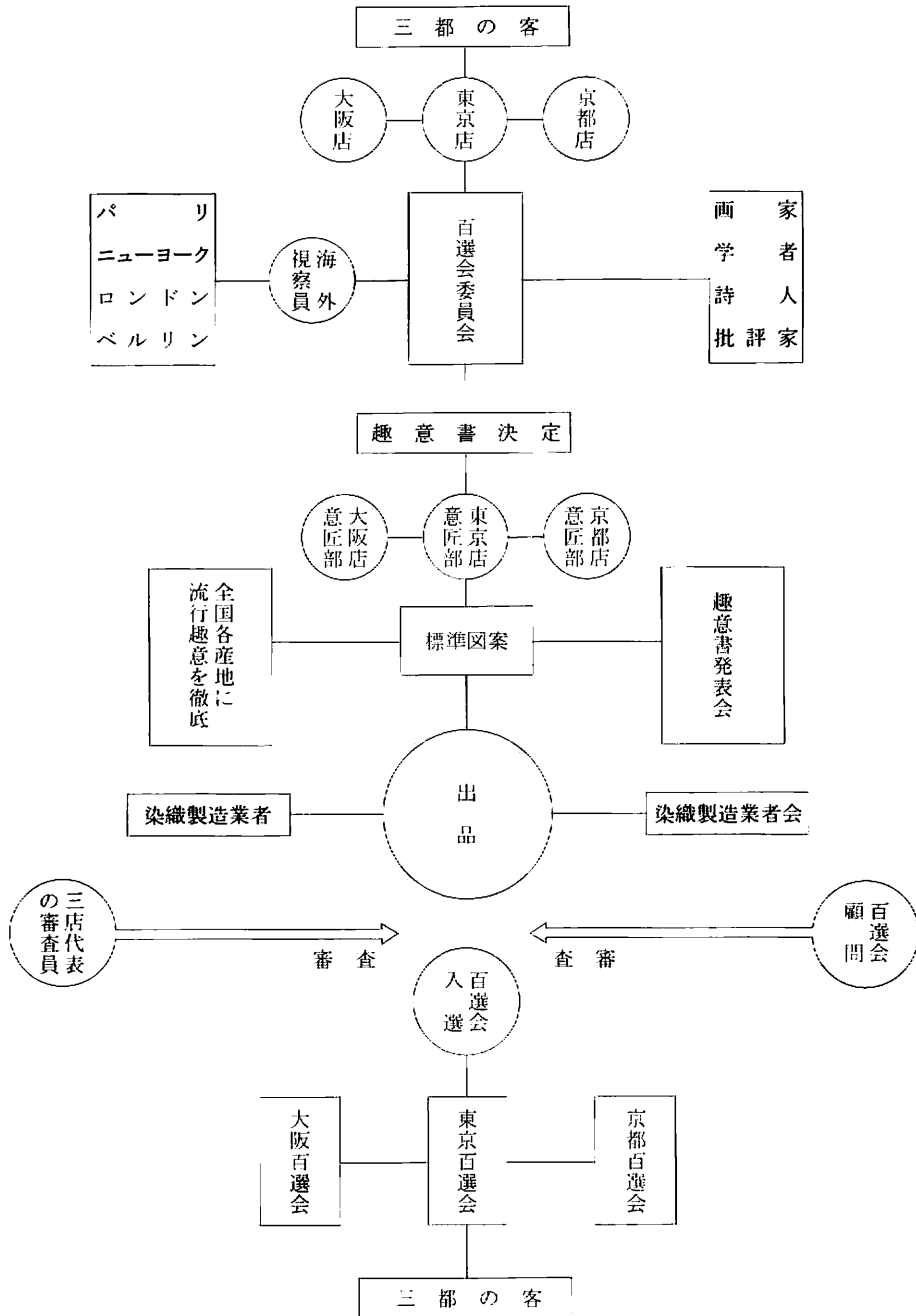 三都の客
大阪店
東京店
京都店
パリ
ニューヨーク
ロンドン
ベルリン
海外
視察員
百選会委員会
画家
学者
詩人
批評家
趣意書決定
大阪店
意匠部
東京店
意匠部
京都店
意匠部
全国各産地に
流行趣意を徹底
標準図案
趣意書発表会
出
品
染織製造業者
染織製造業者会
三店代表
の審査員
審査
査審
百選会
顧問
百選会
入選
大阪百選会
東京百選会
京都百選会
三都の客